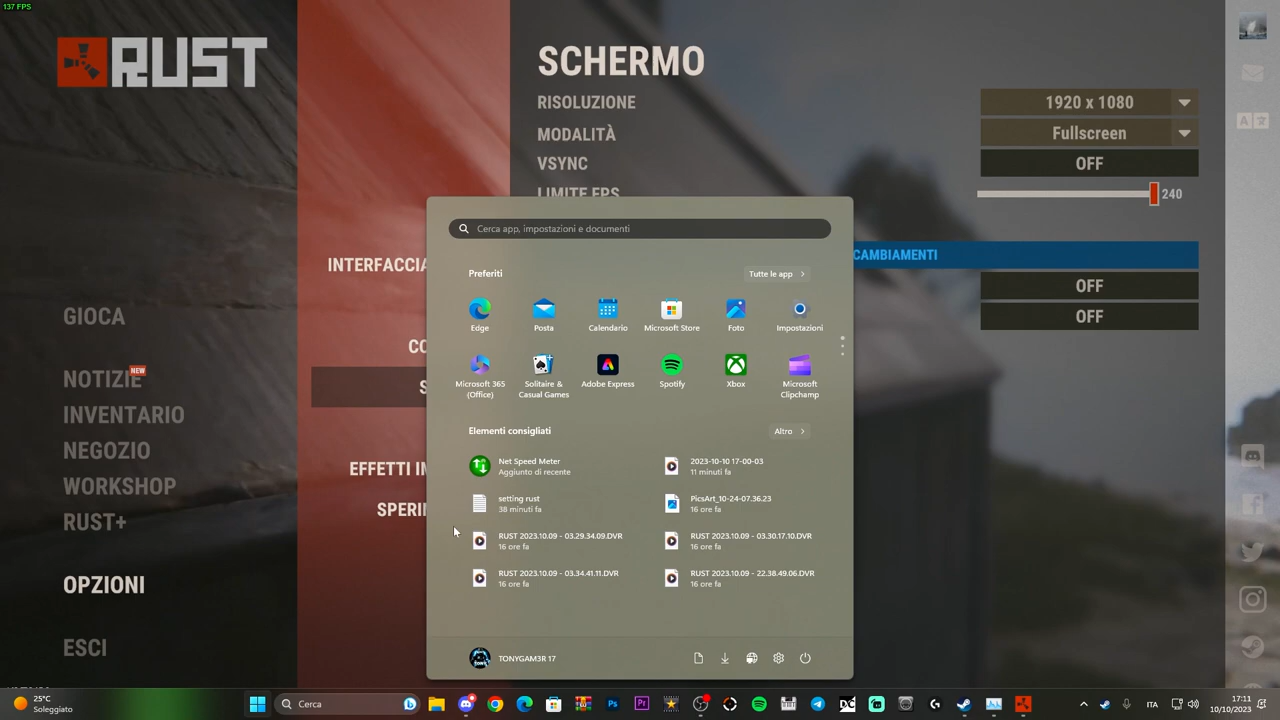 137 FPS
RUST
SCHERMO
RISOLUZIONE
1920 x 1080
MODALITÀ
Fullscreen
VSYNC
OFF
LIMITE FPS
240
CAMBIAMENTI
OFF
OFF
INTERFACCIA
GIOCA
NOTIZIE
NEW
INVENTARIO
NEGOZIO
WORKSHOP
RUST+
OPZIONI
ESCI
Cerca app, impostazioni e documenti
Preferiti
Tutte le app
Edge
Posta
Calendario
Microsoft Store
Foto
Impostazioni
Microsoft 365
(Office)
Solitaire &
Casual Games
Adobe Express
Spotify
Xbox
Microsoft
Clipchamp
Elementi consigliati
Altro
Net Speed Meter
Aggiunto di recente
2023-10-10 17-00-03
11 minuti fa
setting rust
38 minuti fa
PicsArt_10-24-07.36.23
16 ore fa
RUST 2023.10.09 - 03.29.34.09.DVR
16 ore fa
RUST 2023.10.09 - 03.30.17.10.DVR
16 ore fa
RUST 2023.10.09 - 03.34.41.11.DVR
16 ore fa
RUST 2023.10.09 - 22.38.49.06.DVR
16 ore fa
TONYGAM3R 17
25°C
Soleggiato
Cerca
Ps
Pr
DC
ITA
17:11
10/10/2023